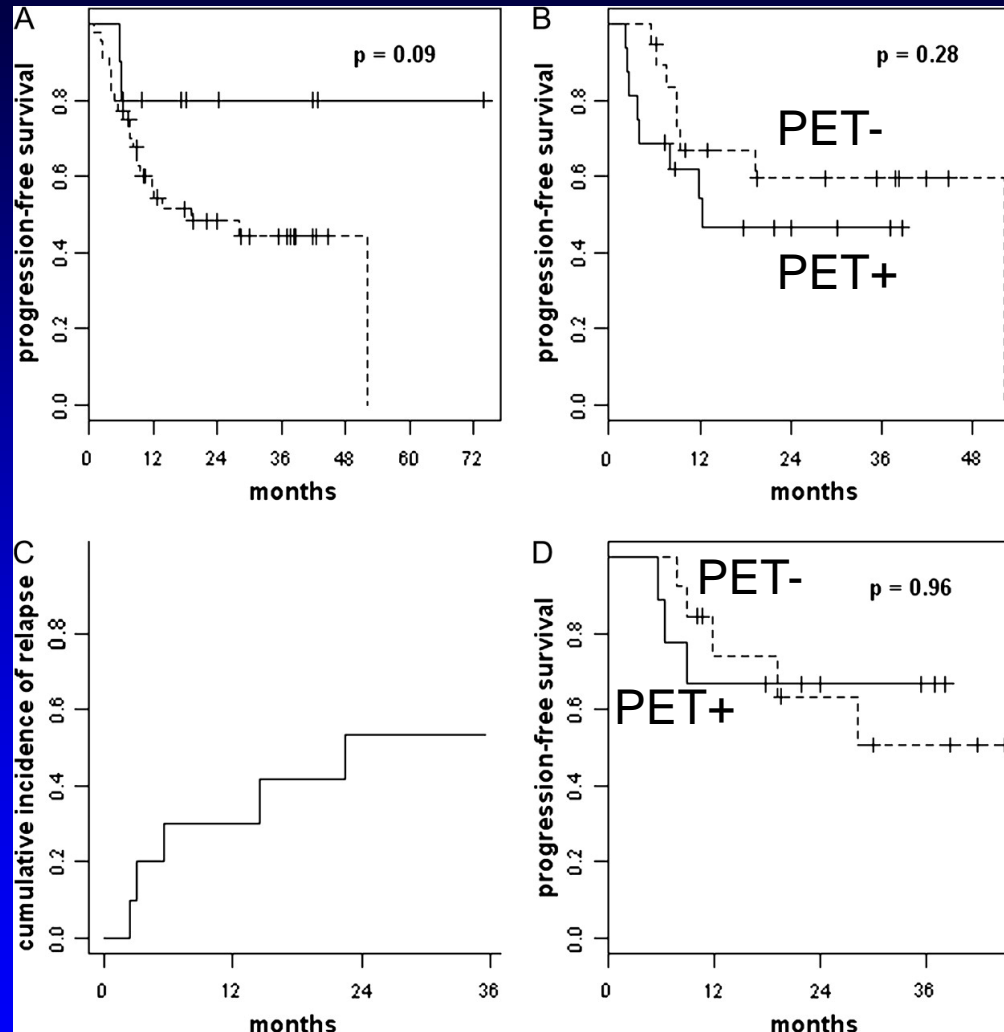 A
p = 0.09
progression-free survival
0.8
0.6
0.4
0.2
0.0
0 12 24 36 48 60 72
months
B
p = 0.28
PET-
PET+
progression-free survival
0.8
0.6
0.4
0.2
0.0
0 12 24 36 48
months
C
cumulative incidence of relapse
0.8
0.6
0.4
0.2
0.0
0 12 24 36
months
D
PET-
p = 0.96
PET+
progression-free survival
0.8
0.6
0.4
0.2
0.0
0 12 24 36
months